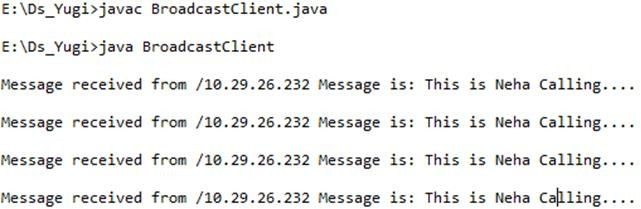 E:\Ds_Yugi>javac BroadcastClient.java
E:\Ds_Yugi>java BroadcastClient
Message received from /10.29.26.232 Message is: This is Neha Calling....
Message received from /10.29.26.232 Message is: This is Neha Calling....
Message received from /10.29.26.232 Message is: This is Neha Calling....
Message received from /10.29.26.232 Message is: This is Neha Calling....